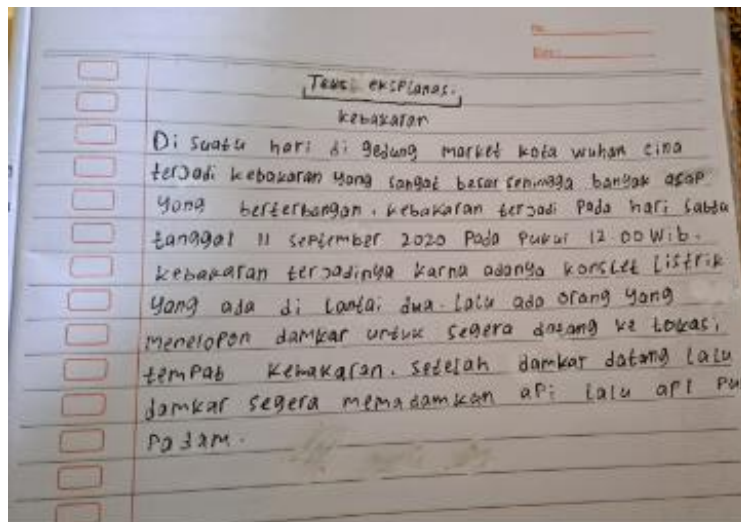 No:
Date:
Teks: eksplanasi.
kebakaran
Di suatu hari di gedung market kota wuhan cina
terjadi kebakaran yang sangat besar sehingga banyak asap
yang berterbangan. kebakaran terjadi pada hari sabtu
tanggal 11 september 2020 pada pukul 12.00 Wib.
kebakaran terjadinya karna adanya konslet listrik
yang ada di lantai dua. lalu ada orang yang
menelopon damkar untuk segera datang ke lokasi
tempat kebakaran. setelah damkar datang lalu
damkar segera memadamkan api lalu api pu
padam.